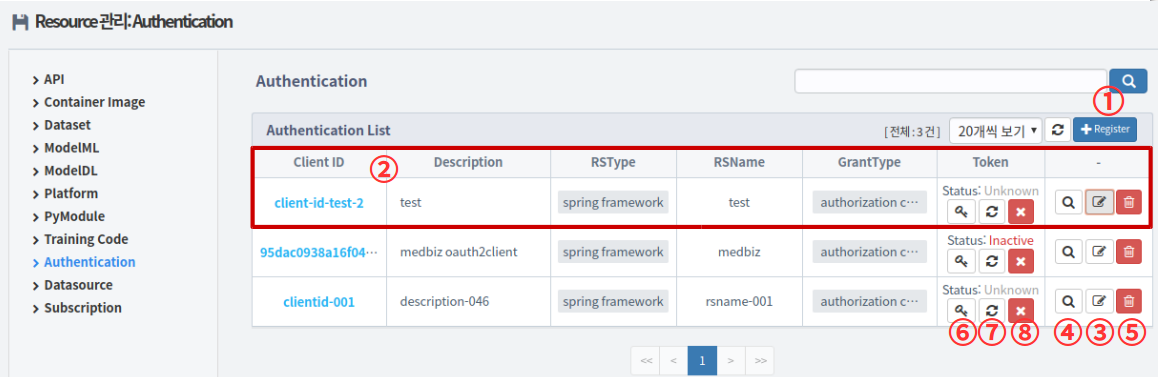 Resource 관리: Authentication
API
Container Image
Dataset
ModelML
ModelDL
Platform
PyModule
Training Code
Authentication
Datasource
Subscription
Authentication
①
Authentication List [전체 : 3 건] 20개씩 보기 Register
Client ID ② Description RSType RSName GrantType Token -
client-id-test-2 test spring framework test authorization c··· Status: Unknown
95dac0938a16f04··· medbiz oauth2client spring framework medbiz authorization c··· Status: Inactive
clientid-001 description-046 spring framework rsname-001 authorization c··· Status: Unknown
⑥ ⑦ ⑧ ④ ③ ⑤
<< < 1 > >>